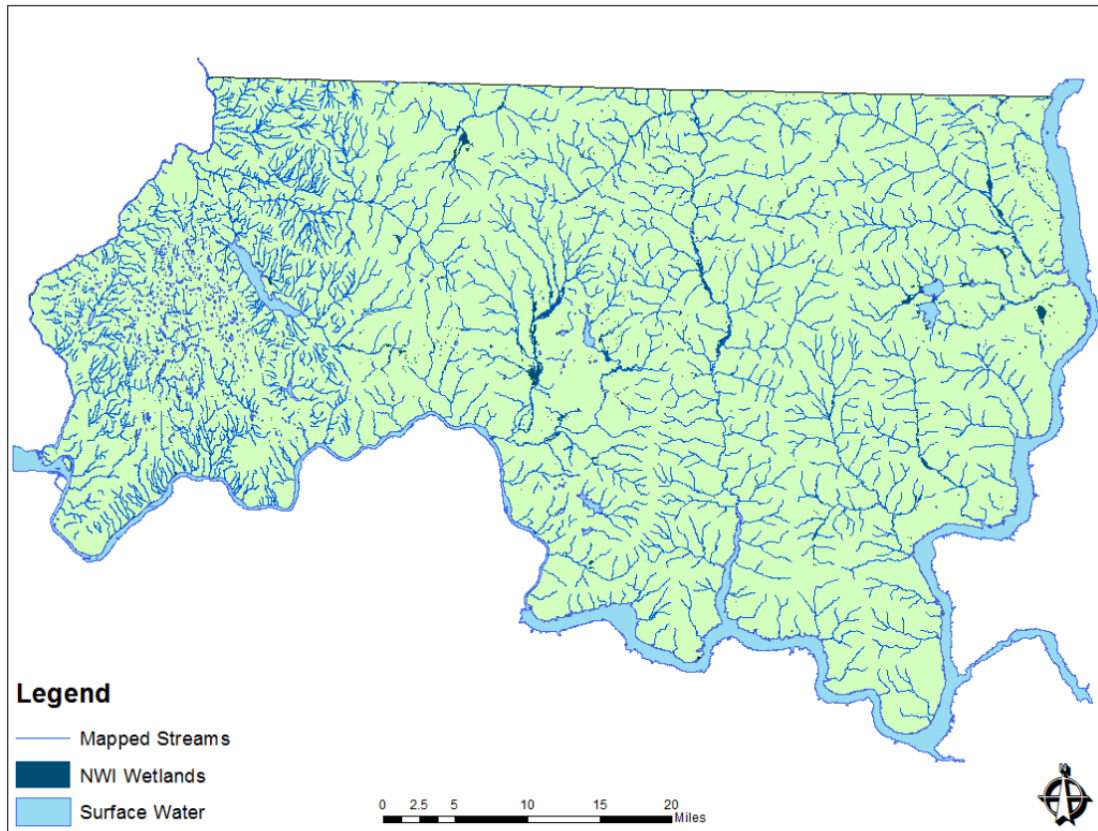 Legend
Mapped Streams
NWI Wetlands
Surface Water
0 2.5 5 10 15 20
Miles
N